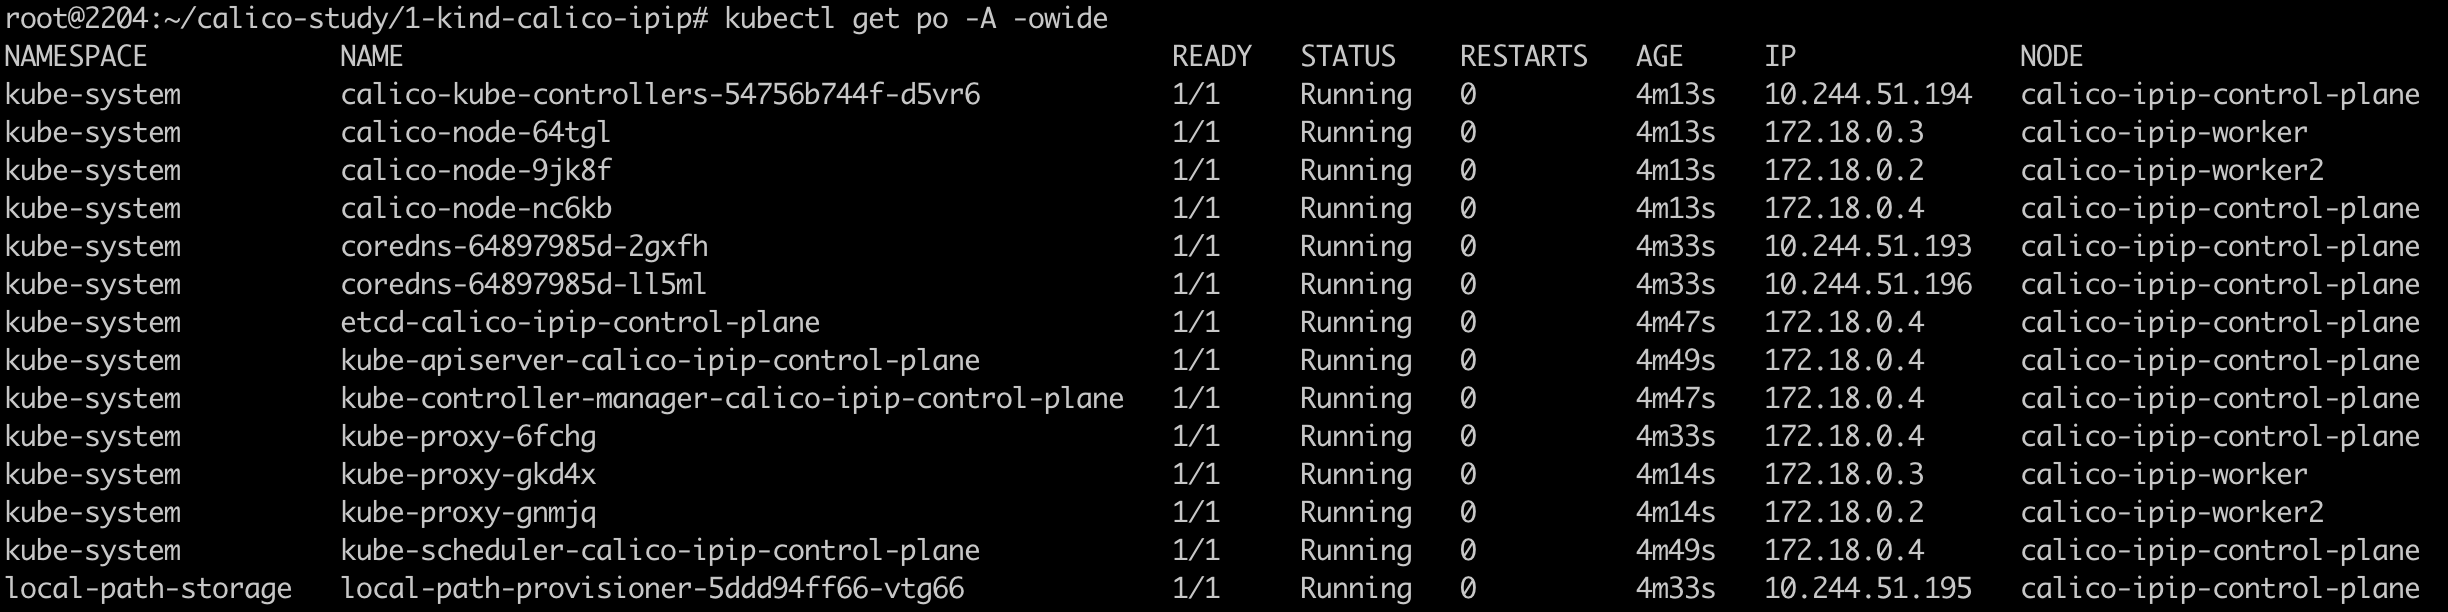 root@2204:~/calico-study/1-kind-calico-ipip# kubectl get po -A -owide
NAMESPACE            NAME                                                READY   STATUS    RESTARTS   AGE     IP              NODE
kube-system          calico-kube-controllers-54756b744f-d5vr6            1/1     Running   0          4m13s   10.244.51.194   calico-ipip-control-plane
kube-system          calico-node-64tgl                                   1/1     Running   0          4m13s   172.18.0.3      calico-ipip-worker
kube-system          calico-node-9jk8f                                   1/1     Running   0          4m13s   172.18.0.2      calico-ipip-worker2
kube-system          calico-node-nc6kb                                   1/1     Running   0          4m13s   172.18.0.4      calico-ipip-control-plane
kube-system          coredns-64897985d-2gxfh                             1/1     Running   0          4m33s   10.244.51.193   calico-ipip-control-plane
kube-system          coredns-64897985d-ll5ml                             1/1     Running   0          4m33s   10.244.51.196   calico-ipip-control-plane
kube-system          etcd-calico-ipip-control-plane                      1/1     Running   0          4m47s   172.18.0.4      calico-ipip-control-plane
kube-system          kube-apiserver-calico-ipip-control-plane            1/1     Running   0          4m49s   172.18.0.4      calico-ipip-control-plane
kube-system          kube-controller-manager-calico-ipip-control-plane   1/1     Running   0          4m47s   172.18.0.4      calico-ipip-control-plane
kube-system          kube-proxy-6fchg                                    1/1     Running   0          4m33s   172.18.0.4      calico-ipip-control-plane
kube-system          kube-proxy-gkd4x                                    1/1     Running   0          4m14s   172.18.0.3      calico-ipip-worker
kube-system          kube-proxy-gnmjq                                    1/1     Running   0          4m14s   172.18.0.2      calico-ipip-worker2
kube-system          kube-scheduler-calico-ipip-control-plane            1/1     Running   0          4m49s   172.18.0.4      calico-ipip-control-plane
local-path-storage   local-path-provisioner-5ddd94ff66-vtg66             1/1     Running   0          4m33s   10.244.51.195   calico-ipip-control-plane